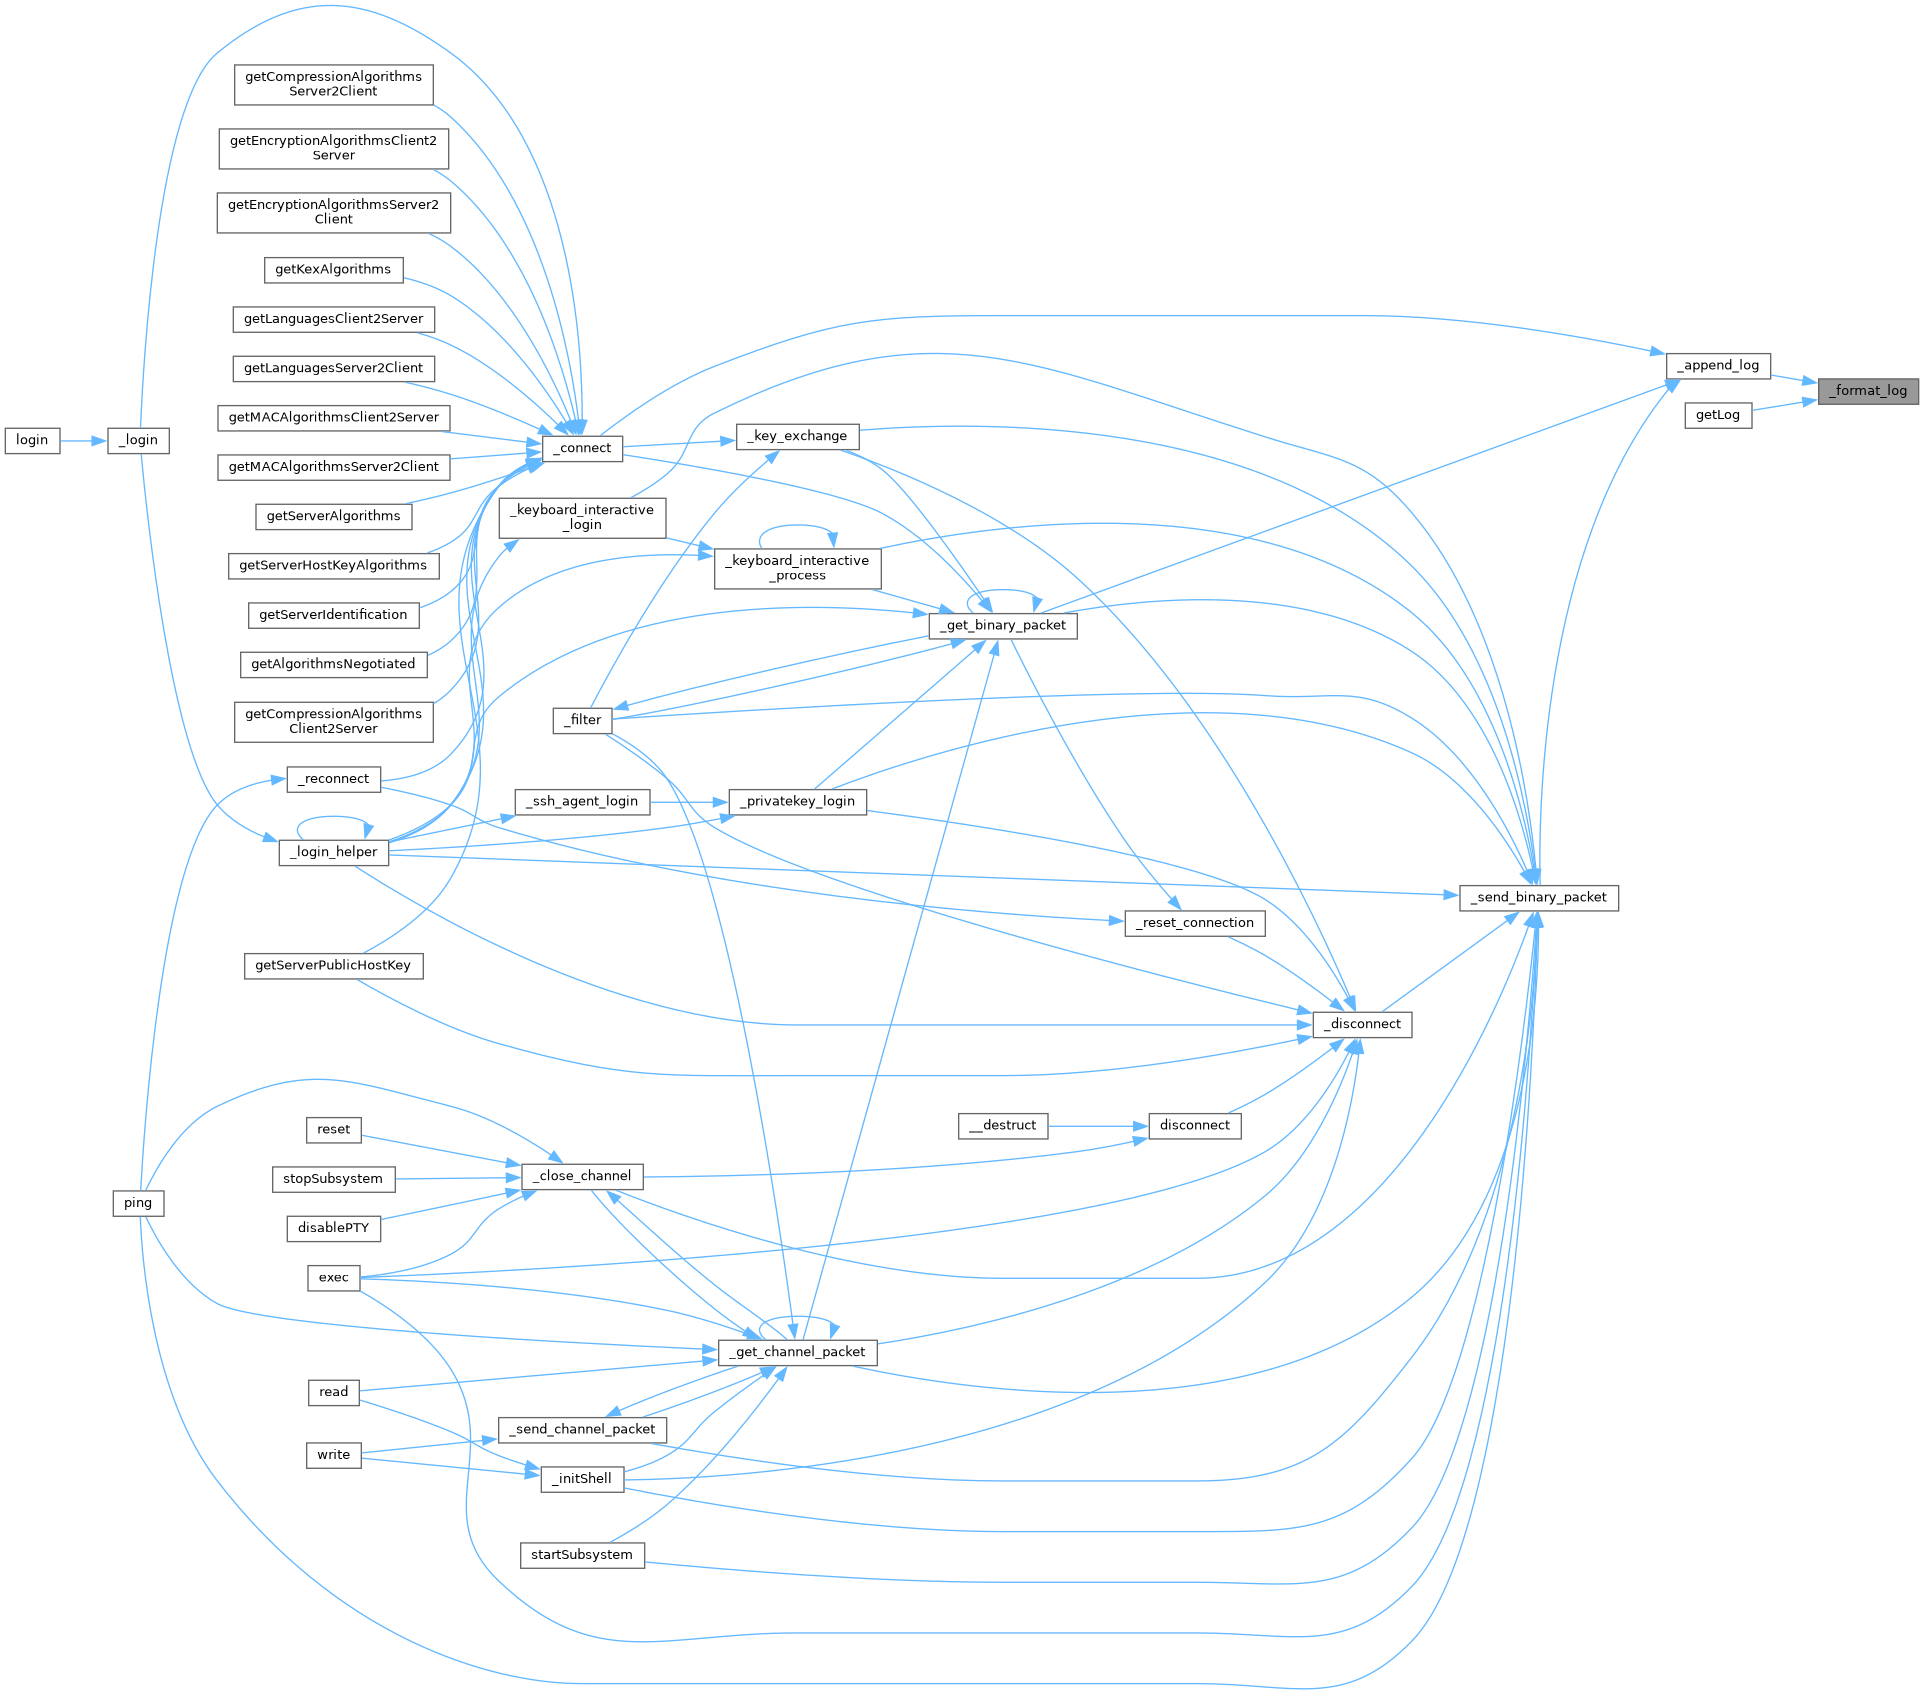 login
_login
getCompressionAlgorithms
Server2Client
getEncryptionAlgorithmsClient2
Server
getEncryptionAlgorithmsServer2
Client
getKexAlgorithms
getLanguagesClient2Server
getLanguagesServer2Client
getMACAlgorithmsClient2Server
getMACAlgorithmsServer2Client
getServerAlgorithms
getServerHostKeyAlgorithms
getServerIdentification
getAlgorithmsNegotiated
getCompressionAlgorithms
Client2Server
_reconnect
_login_helper
getServerPublicHostKey
reset
stopSubsystem
ping
disablePTY
exec
read
write
_connect
_keyboard_interactive
_login
_filter
_ssh_agent_login
_close_channel
_send_channel_packet
_initShell
startSubsystem
_key_exchange
_keyboard_interactive
_process
_privatekey_login
_get_channel_packet
_get_binary_packet
__destruct
_reset_connection
disconnect
_disconnect
_send_binary_packet
_append_log
getLog
_format_log